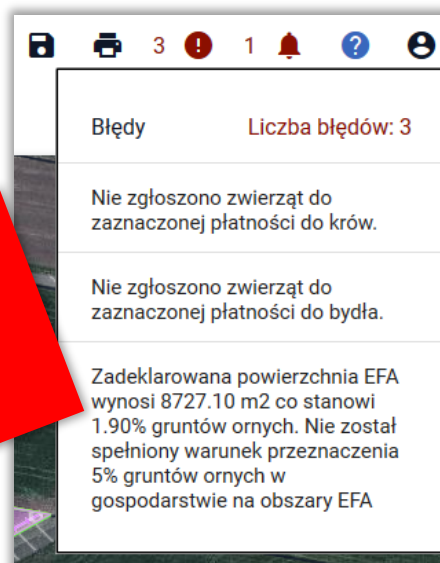 3 1
Błędy Liczba błędów: 3
Nie zgłoszono zwierząt do
zaznaczonej płatności do krów.
Nie zgłoszono zwierząt do
zaznaczonej płatności do bydła.
Zadeklarowana powierzchnia EFA
wynosi 8727.10 m2 co stanowi
1.90% gruntów ornych. Nie został
spełniony warunek przeznaczenia
5% gruntów ornych w
gospodarstwie na obszary EFA